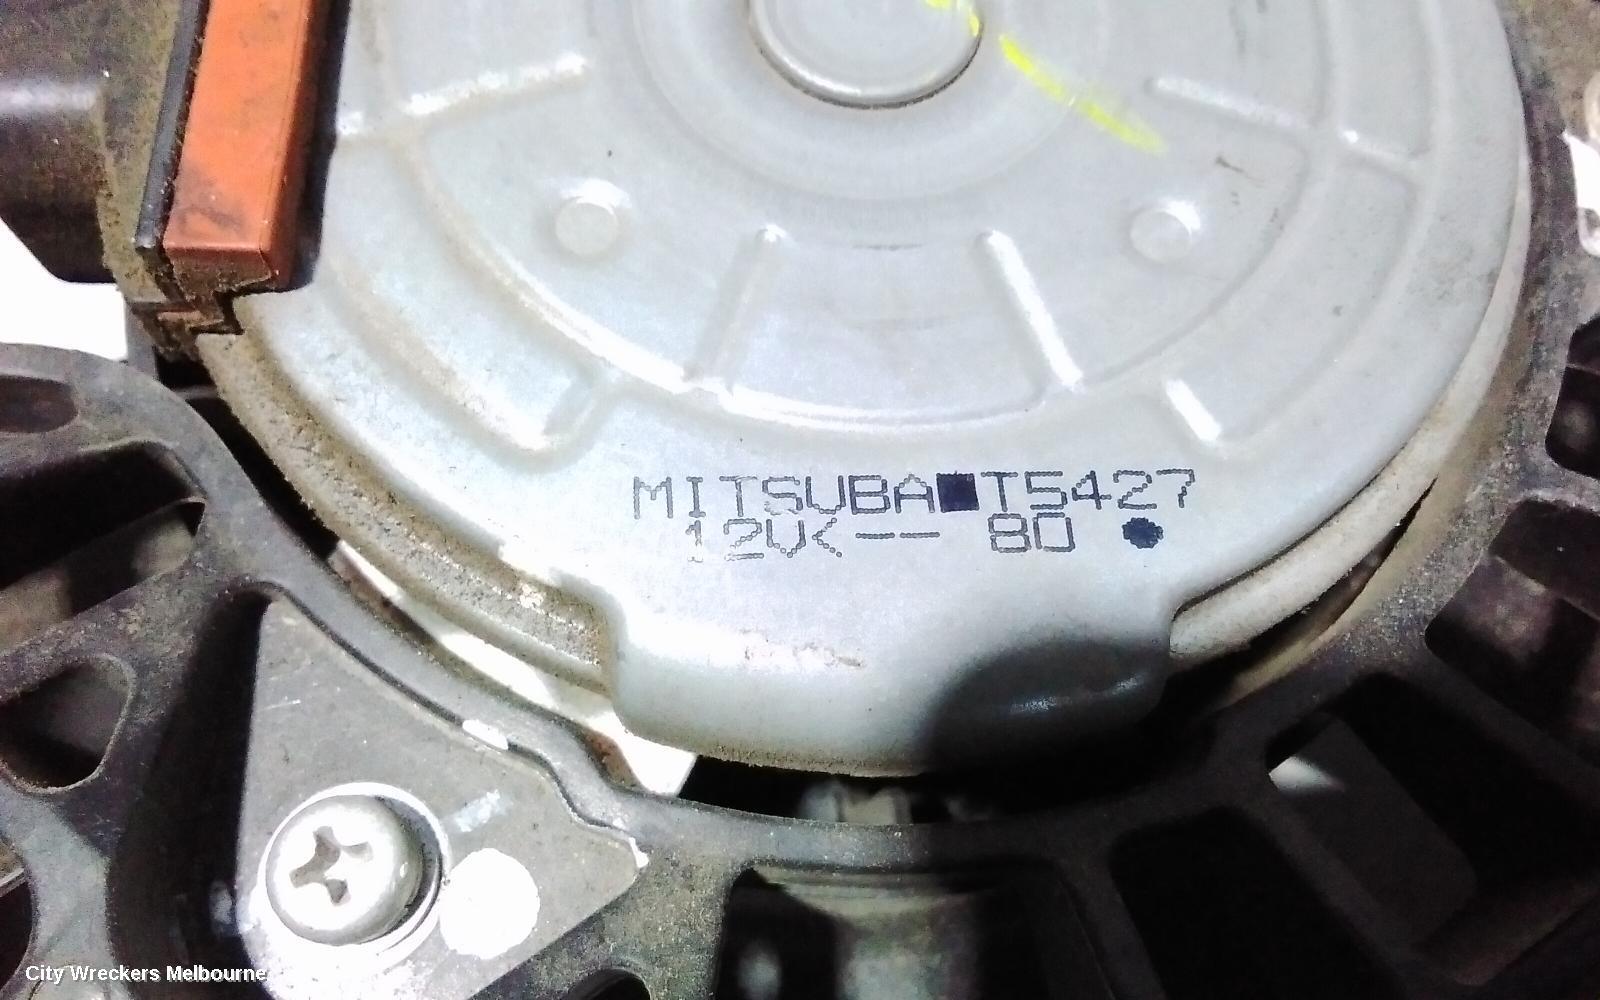 MITSUBA■T5427
12V<-- 80 ●
City Wreckers Melbourne